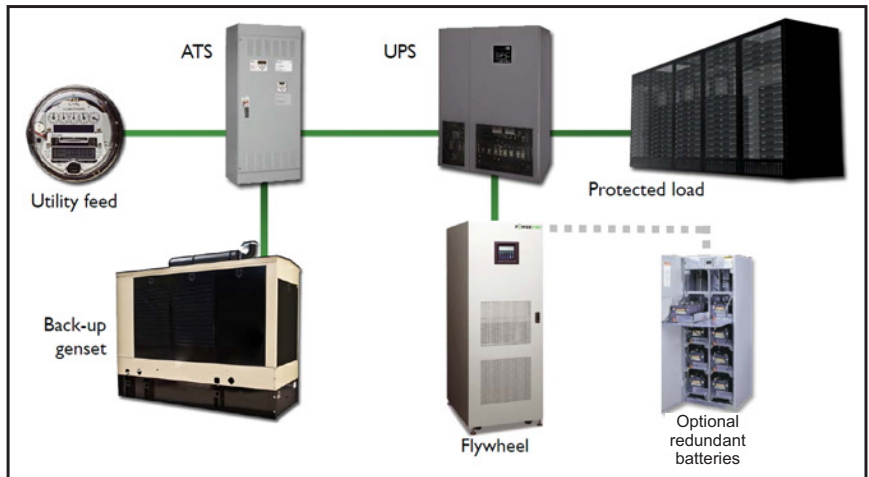 ATS
UPS
Utility feed
Protected load
Back-up
genset
Flywheel
Optional
redundant
batteries